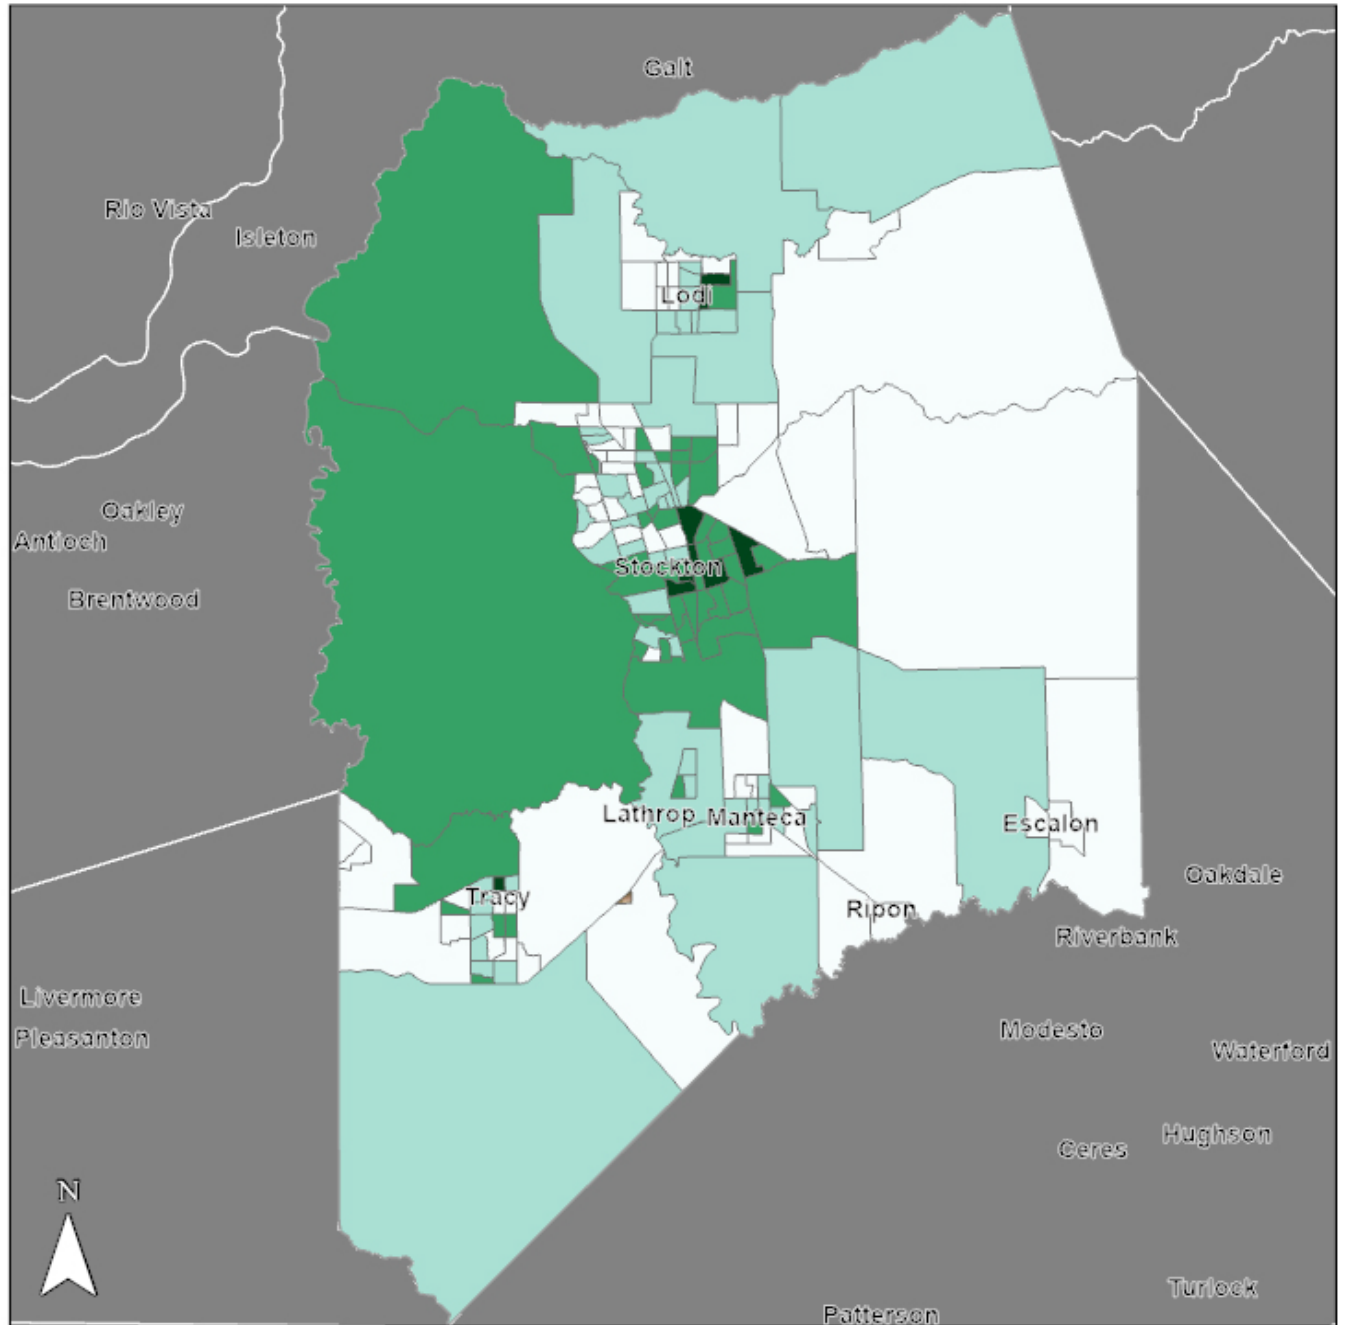 Galt
Rio Vista
Isleton
Lodi
Oakley
Antioch
Stockton
Brentwood
Lathrop
Manteca
Escalon
Oakdale
Tracy
Ripon
Riverbank
Livermore
Pleasanton
Modesto
Waterford
Hughson
Ceres
N
Turlock
Patterson